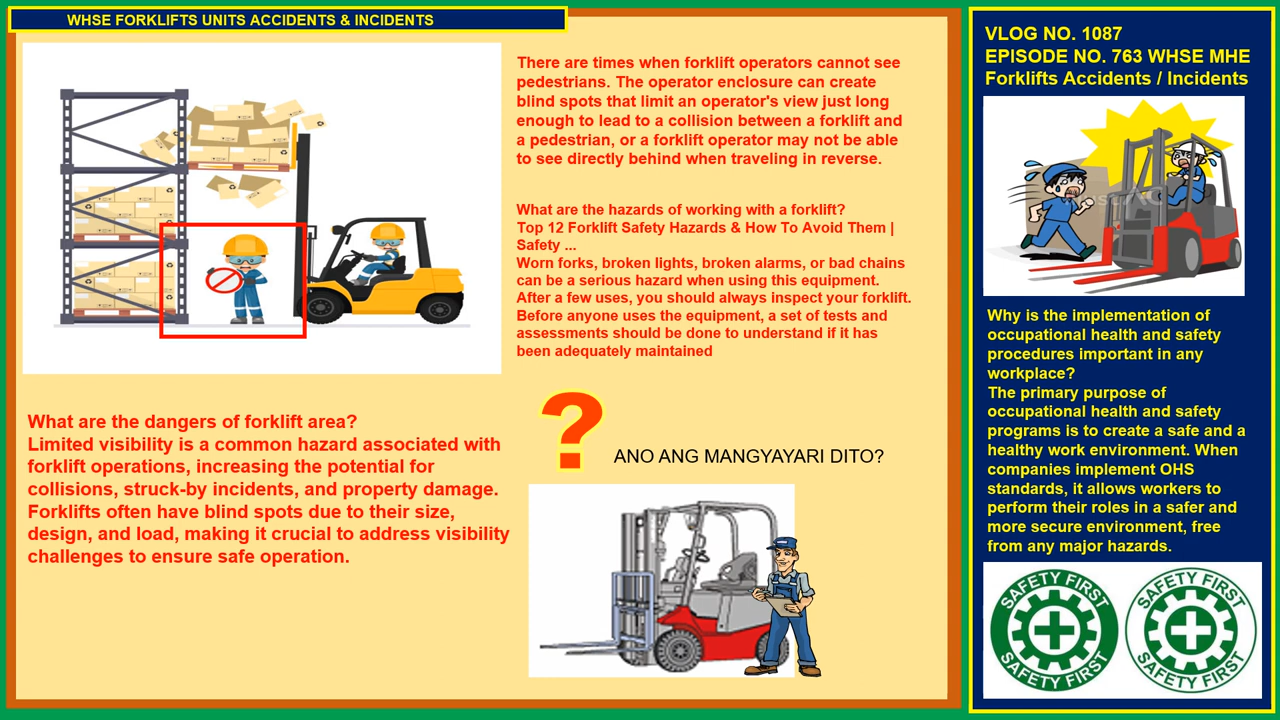 WHSE FORKLIFTS UNITS ACCIDENTS & INCIDENTS
There are times when forklift operators cannot see
pedestrians. The operator enclosure can create
blind spots that limit an operator's view just long
enough to lead to a collision between a forklift and
a pedestrian, or a forklift operator may not be able
to see directly behind when traveling in reverse.
What are the hazards of working with a forklift?
Top 12 Forklift Safety Hazards & How To Avoid Them |
Safety ...
Worn forks, broken lights, broken alarms, or bad chains
can be a serious hazard when using this equipment.
After a few uses, you should always inspect your forklift.
Before anyone uses the equipment, a set of tests and
assessments should be done to understand if it has
been adequately maintained
What are the dangers of forklift area?
Limited visibility is a common hazard associated with
forklift operations, increasing the potential for
collisions, struck-by incidents, and property damage.
Forklifts often have blind spots due to their size,
design, and load, making it crucial to address visibility
challenges to ensure safe operation.
?
ANO ANG MANGYAYARI DITO?
VLOG NO. 1087
EPISODE NO. 763 WHSE MHE
Forklifts Accidents / Incidents
Why is the implementation of
occupational health and safety
procedures important in any
workplace?
The primary purpose of
occupational health and safety
programs is to create a safe and a
healthy work environment. When
companies implement OHS
standards, it allows workers to
perform their roles in a safer and
more secure environment, free
from any major hazards.
SAFETY FIRST
SAFETY FIRST
SAFETY FIRST
SAFETY FIRST